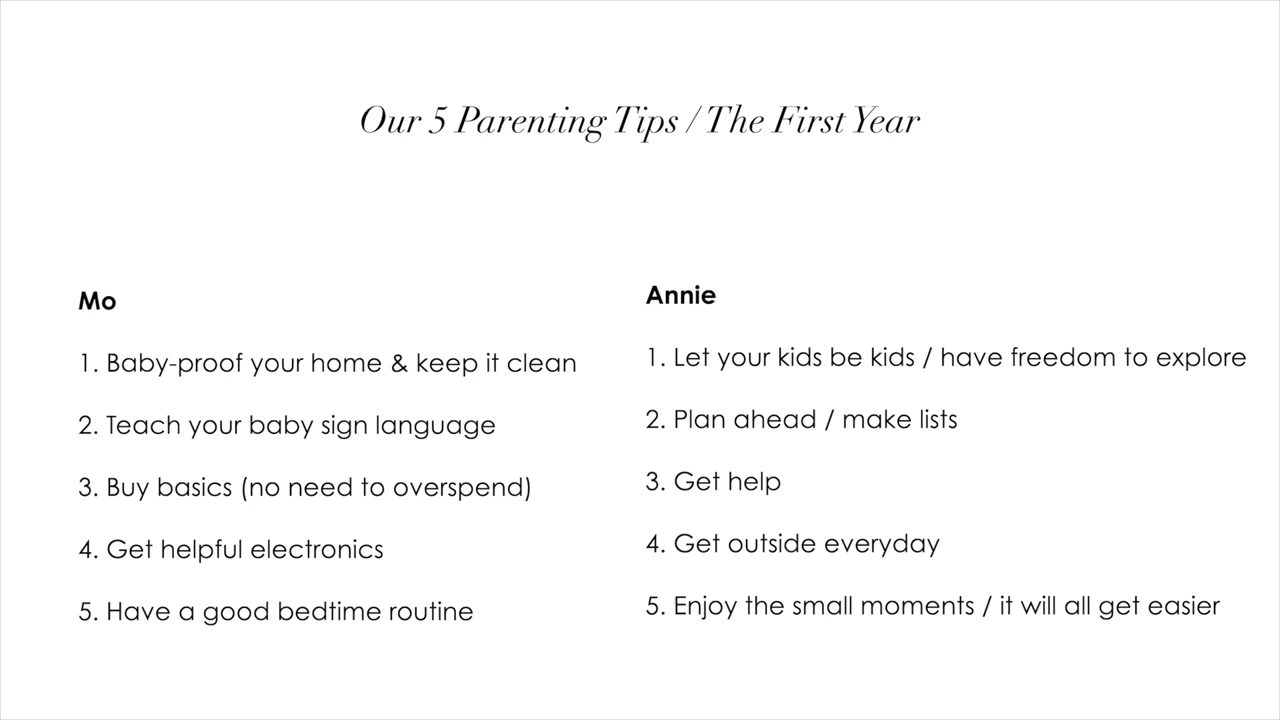 Our 5 Parenting Tips / The First Year
Mo
1. Baby-proof your home & keep it clean
2. Teach your baby sign language
3. Buy basics (no need to overspend)
4. Get helpful electronics
5. Have a good bedtime routine
Annie
1. Let your kids be kids / have freedom to explore
2. Plan ahead / make lists
3. Get help
4. Get outside everyday
5. Enjoy the small moments / it will all get easier